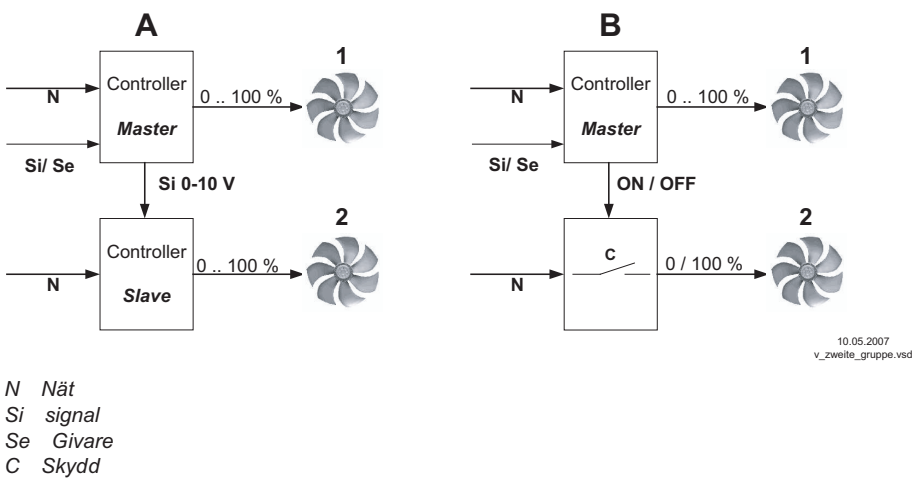 A
B
1
1
Controller
Master
N
Si/ Se
0 .. 100 %
Controller
Master
N
Si/ Se
0 .. 100 %
Si 0-10 V
ON / OFF
2
2
Controller
Slave
N
0 .. 100 %
C
N
0 / 100 %
10.05.2007
v_zweite_gruppe.vsd
N Nät
Si signal
Se Givare
C Skydd